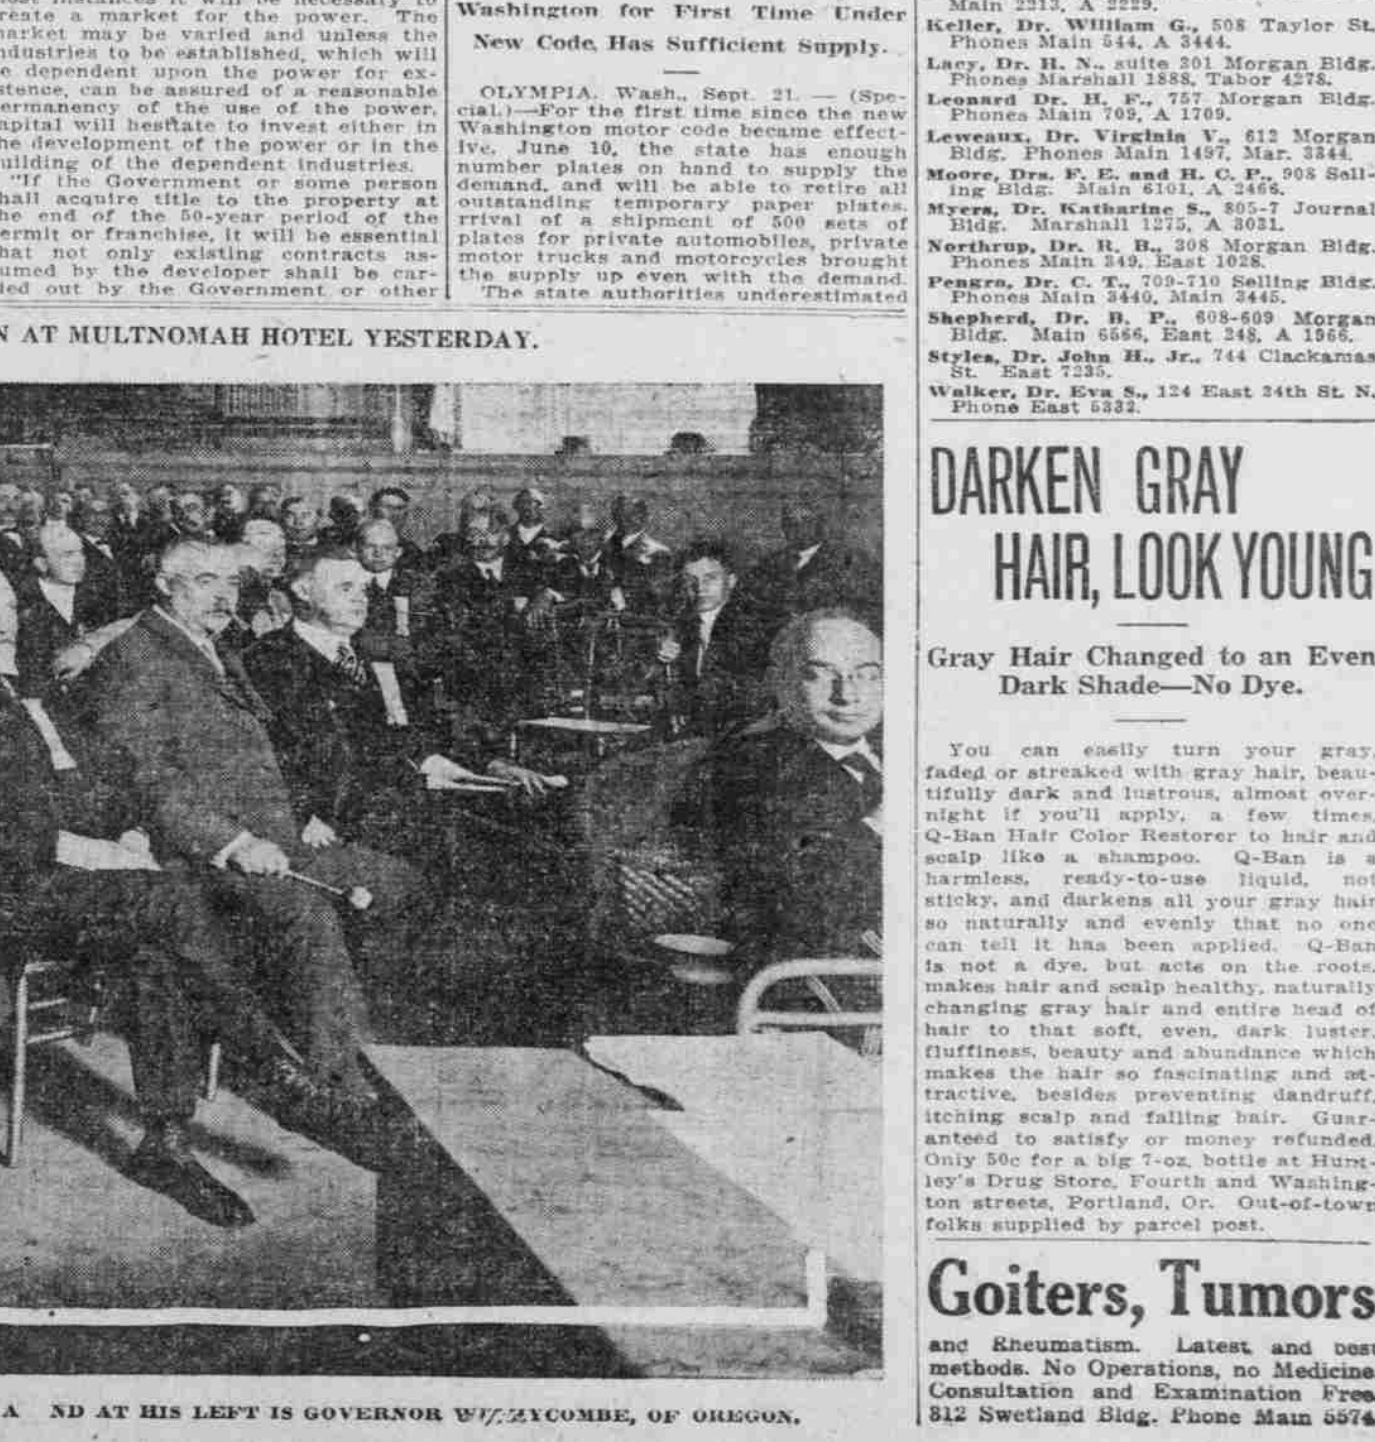 create a market for the power. The
market may be varied and unless the
industries to be established, which will
e dependent upon the power for ex-
stence, can be assured of a reasonable
ermanency of the use of the power,
apital will hesitate to invest either in
he development of the power or in the
uilding of the dependent industries.
"If the Government or some person
hall acquire title to the property at
he end of the 50-year period of the
ermit or franchise, it will be essential
hat not only existing contracts as-
umed by the developer shall be car-
ied out by the Government or other
Washington for First Time Under
New Code, Has Sufficient Supply.
OLYMPIA. Wash., Sept. 21. — (Spe-
cial.)—For the first time since the new
Washington motor code became effect-
ive, June 10, the state has enough
number plates on hand to supply the
demand, and will be able to retire all
outstanding temporary paper plates.
rrival of a shipment of 500 sets of
plates for private automobiles, private
motor trucks and motorcycles brought
the supply up even with the demand.
The state authorities underestimated
N AT MULTNOMAH HOTEL YESTERDAY.
A ND AT HIS LEFT IS GOVERNOR WITHYCOMBE, OF OREGON.
Main 2213, A 2229.
Keller, Dr. William G., 508 Taylor St.
Phones Main 544, A 3444.
Lacy, Dr. H. N., suite 301 Morgan Bldg.
Phones Marshall 1888, Tabor 4278.
Leonard Dr. H. F., 757 Morgan Bldg.
Phones Main 709, A 1709.
Leweaux, Dr. Virginia V., 612 Morgan
Bldg. Phones Main 1497, Mar. 3344.
Moore, Drs. F. E. and H. C. P., 908 Sell-
ing Bldg. Main 6101, A 2466.
Myers, Dr. Katharine S., 805-7 Journal
Bldg. Marshall 1275, A 3031.
Northrup, Dr. R. B., 308 Morgan Bldg.
Phones Main 349, East 1028.
Pengra, Dr. C. T., 709-710 Selling Bldg.
Phones Main 3440, Main 3445.
Shepherd, Dr. B. P., 608-609 Morgan
Bldg. Main 6566, East 248, A 1966.
Styles, Dr. John H., Jr., 744 Clackamas
St. East 7235.
Walker, Dr. Eva S., 124 East 24th St. N.
Phone East 5332.
DARKEN GRAY
HAIR, LOOK YOUNG
Gray Hair Changed to an Even
Dark Shade—No Dye.
You can easily turn your gray,
faded or streaked with gray hair, beau-
tifully dark and lustrous, almost over-
night if you'll apply, a few times,
Q-Ban Hair Color Restorer to hair and
scalp like a shampoo. Q-Ban is a
harmless, ready-to-use liquid, not
sticky, and darkens all your gray hair
so naturally and evenly that no one
can tell it has been applied. Q-Ban
is not a dye, but acts on the roots,
makes hair and scalp healthy, naturally
changing gray hair and entire head of
hair to that soft, even, dark luster,
fluffiness, beauty and abundance which
makes the hair so fascinating and at-
tractive, besides preventing dandruff,
itching scalp and falling hair. Guar-
anteed to satisfy or money refunded.
Only 50c for a big 7-oz. bottle at Hunt-
ley's Drug Store, Fourth and Washing-
ton streets, Portland, Or. Out-of-town
folks supplied by parcel post.
Goiters, Tumors
and Rheumatism. Latest and best
methods. No Operations, no Medicine
Consultation and Examination Free
812 Swetland Bldg. Phone Main 5574